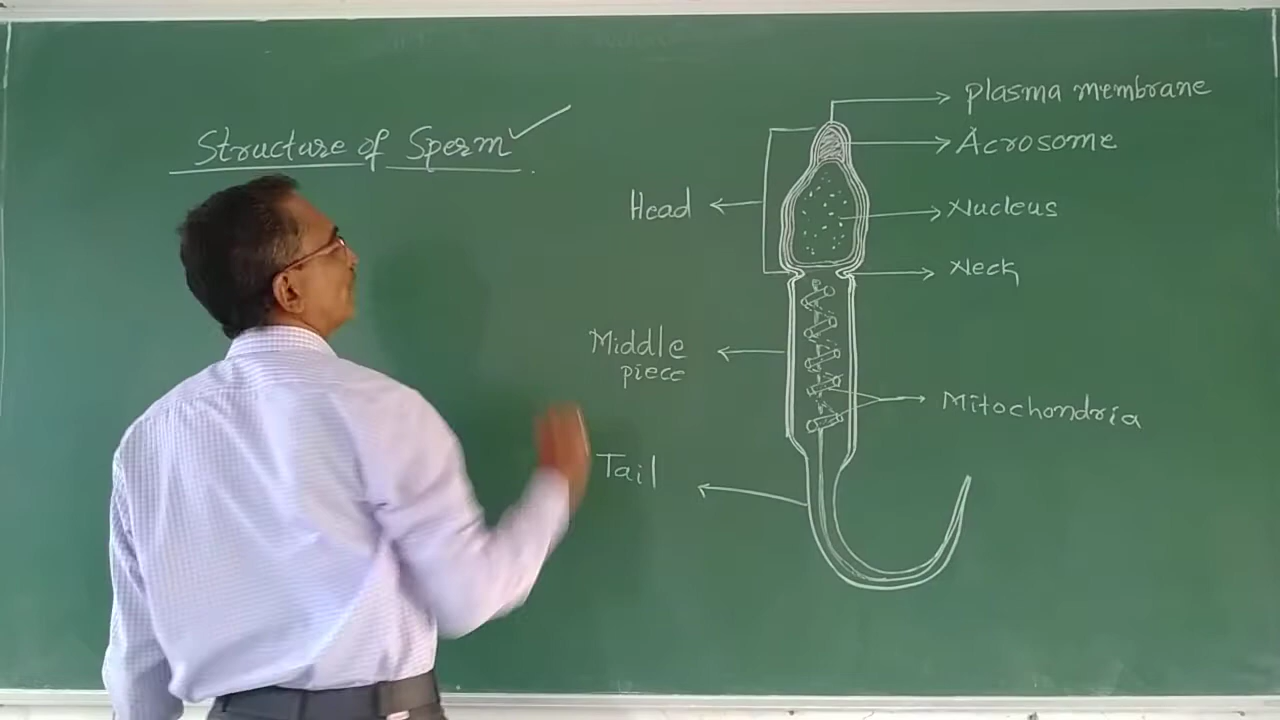 Structure of Sperm
plasma membrane
Acrosome
Head
Nucleus
Neck
Middle
piece
Mitochondria
Tail